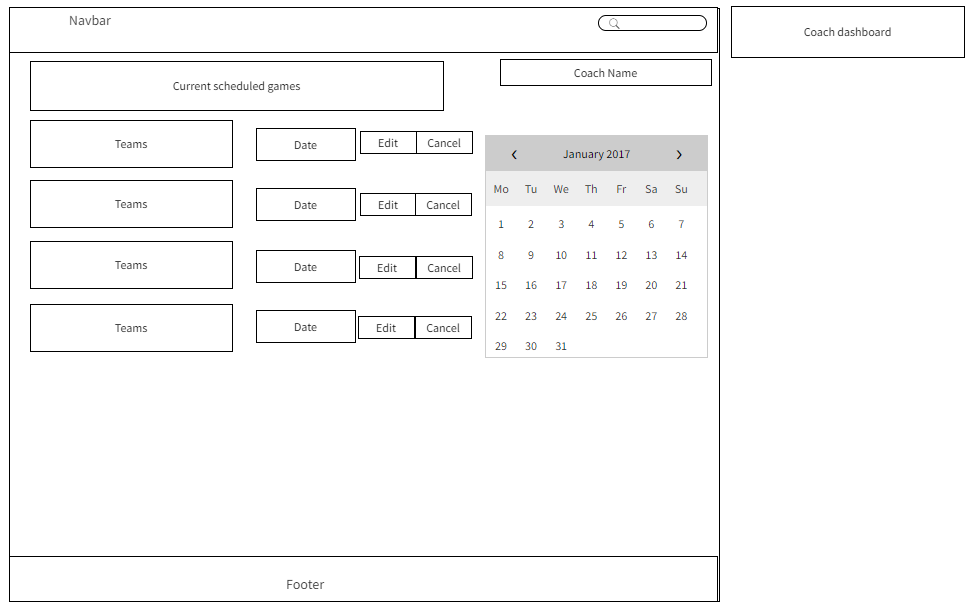 Navbar
Coach dashboard
Current scheduled games
Coach Name
Teams
Date
Edit
Cancel
Teams
Date
Edit
Cancel
Teams
Date
Edit
Cancel
Teams
Date
Edit
Cancel
‹ January 2017 ›
Mo Tu We Th Fr Sa Su
1 2 3 4 5 6 7
8 9 10 11 12 13 14
15 16 17 18 19 20 21
22 23 24 25 26 27 28
29 30 31
Footer